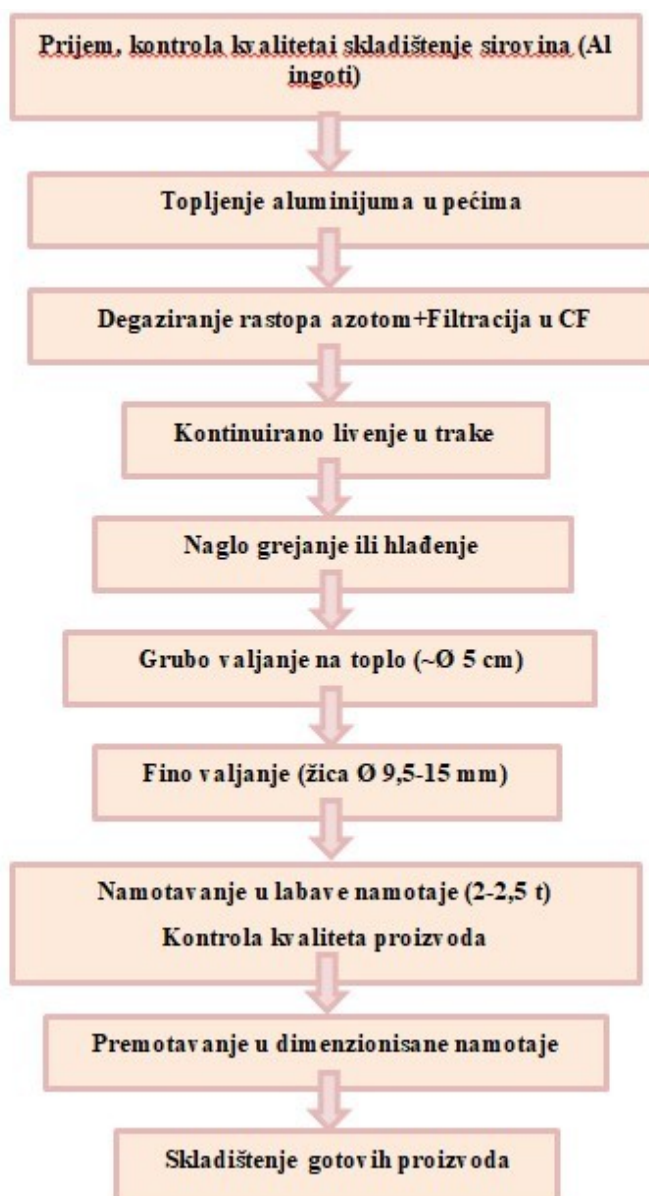 Prijem, kontrola kvalitetai skladištenje sirovina (Al
ingoti)
Topljenje aluminijuma u pećima
Degaziranje rastopa azotom+Filtracija u CF
Kontinuirano livenje u trake
Naglo grejanje ili hlađenje
Grubo valjanje na toplo (~Ø 5 cm)
Fino valjanje (žica Ø 9,5-15 mm)
Namotavanje u labave namotaje (2-2,5 t)
Kontrola kvaliteta proizvoda
Premotavanje u dimenzionisane namotaje
Skladištenje gotovih proizvoda